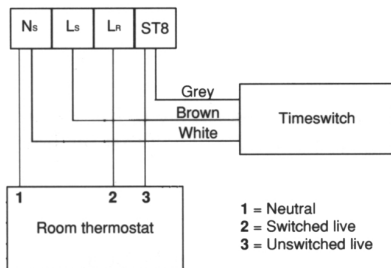 Ns Ls LR ST8
Grey
Brown
White
Timeswitch
1 2 3
Room thermostat
1 = Neutral
2 = Switched live
3 = Unswitched live